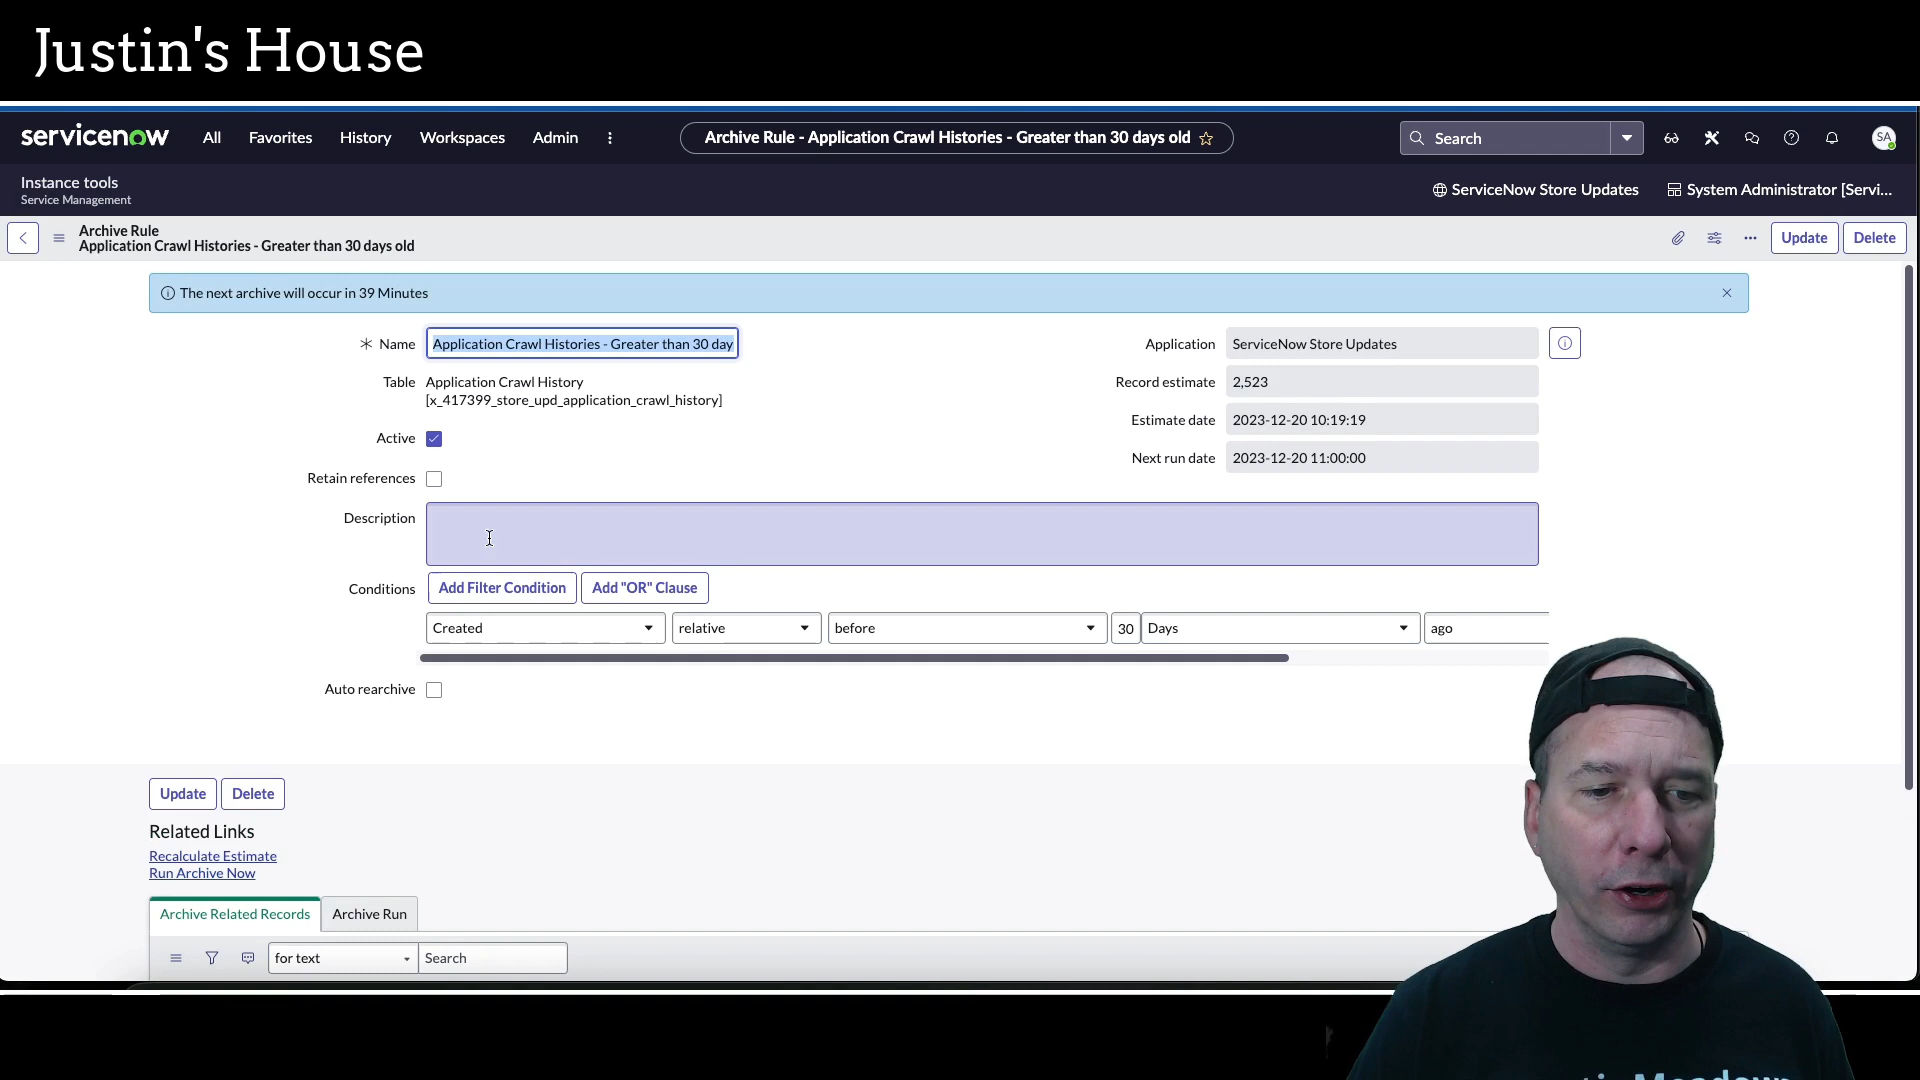 Justin's House
servicenow All Favorites History Workspaces Admin Archive Rule - Application Crawl Histories - Greater than 30 days old Search SA
Instance tools
Service Management
ServiceNow Store Updates System Administrator [Servi...
Archive Rule
Application Crawl Histories - Greater than 30 days old
Update Delete
The next archive will occur in 39 Minutes
Name Application Crawl Histories - Greater than 30 day
Application ServiceNow Store Updates
Table Application Crawl History
[x_417399_store_upd_application_crawl_history]
Record estimate 2,523
Estimate date 2023-12-20 10:19:19
Active
Next run date 2023-12-20 11:00:00
Retain references
Description
Conditions Add Filter Condition Add "OR" Clause
Created relative before 30 Days ago
Auto rearchive
Update Delete
Related Links
Recalculate Estimate
Run Archive Now
Archive Related Records Archive Run
for text Search